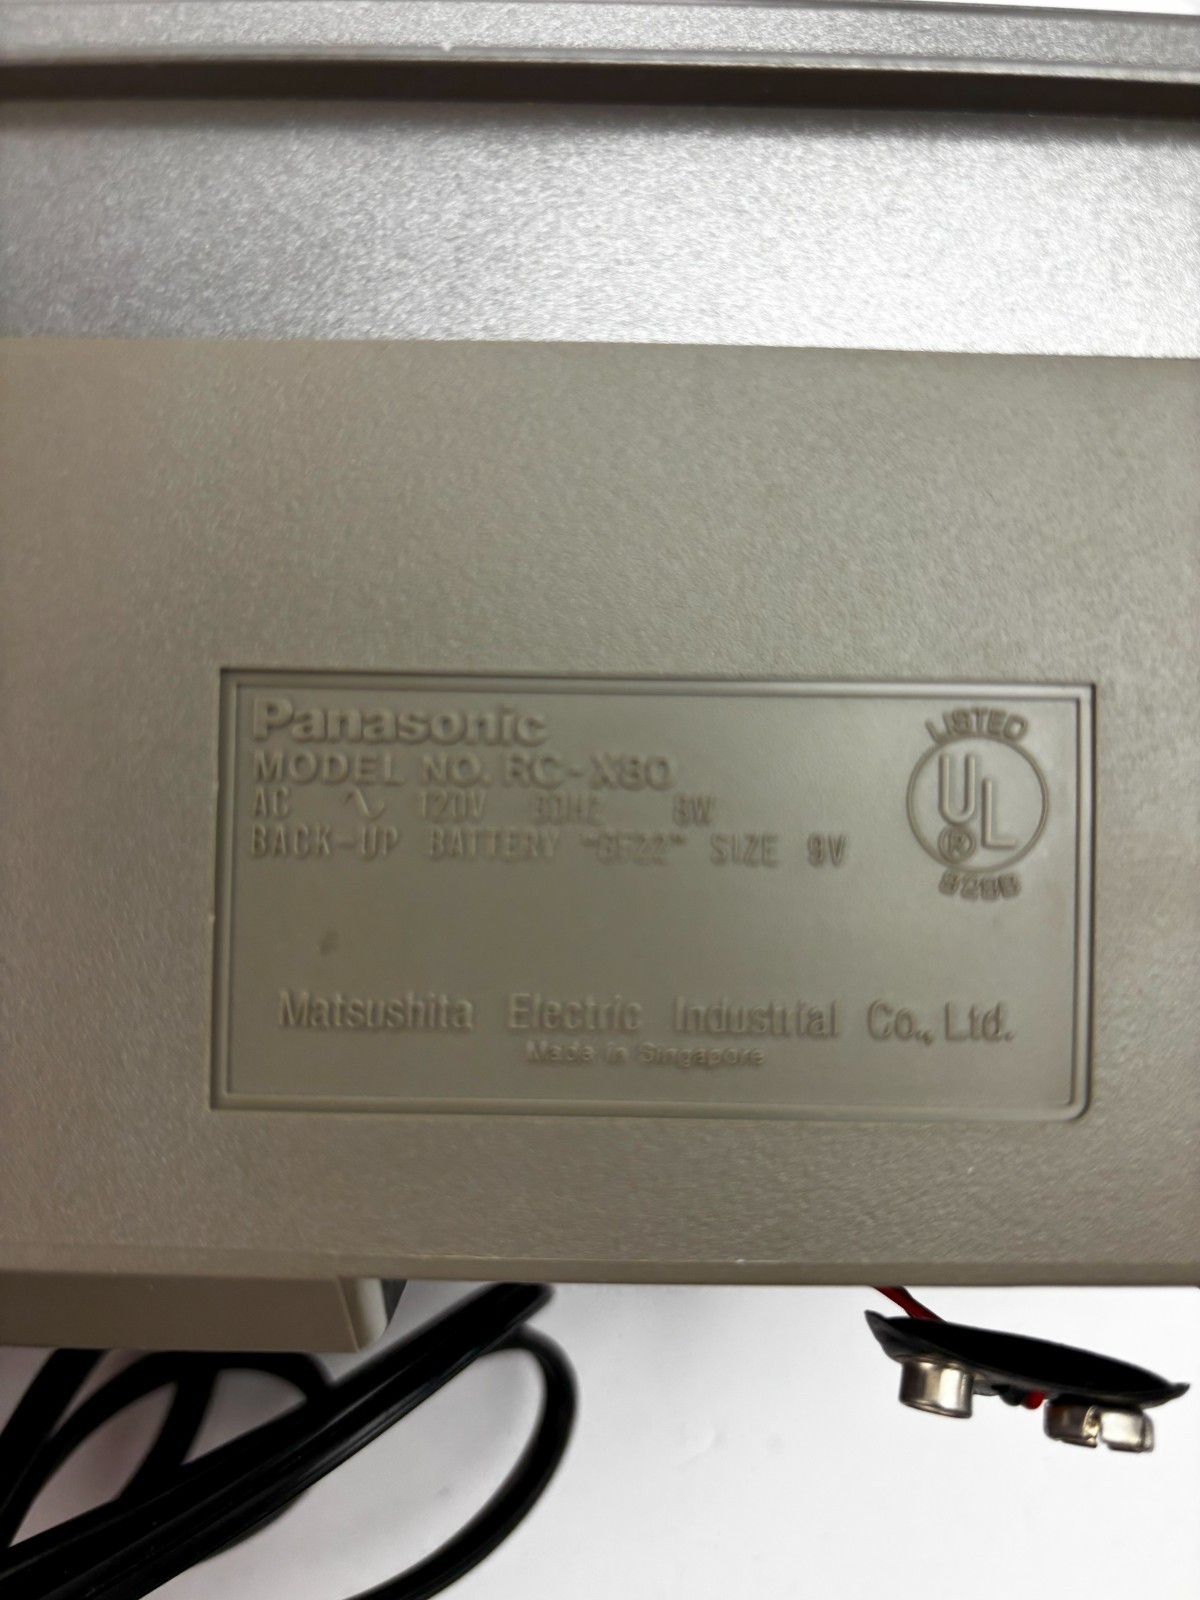 Panasonic
MODEL NO. RC-X80
AC ∿ 120V 60Hz 5W
BACK-UP BATTERY "6F22" SIZE 9V
LISTED
UL
®
Matsushita Electric Industrial Co., Ltd.
Made in Singapore